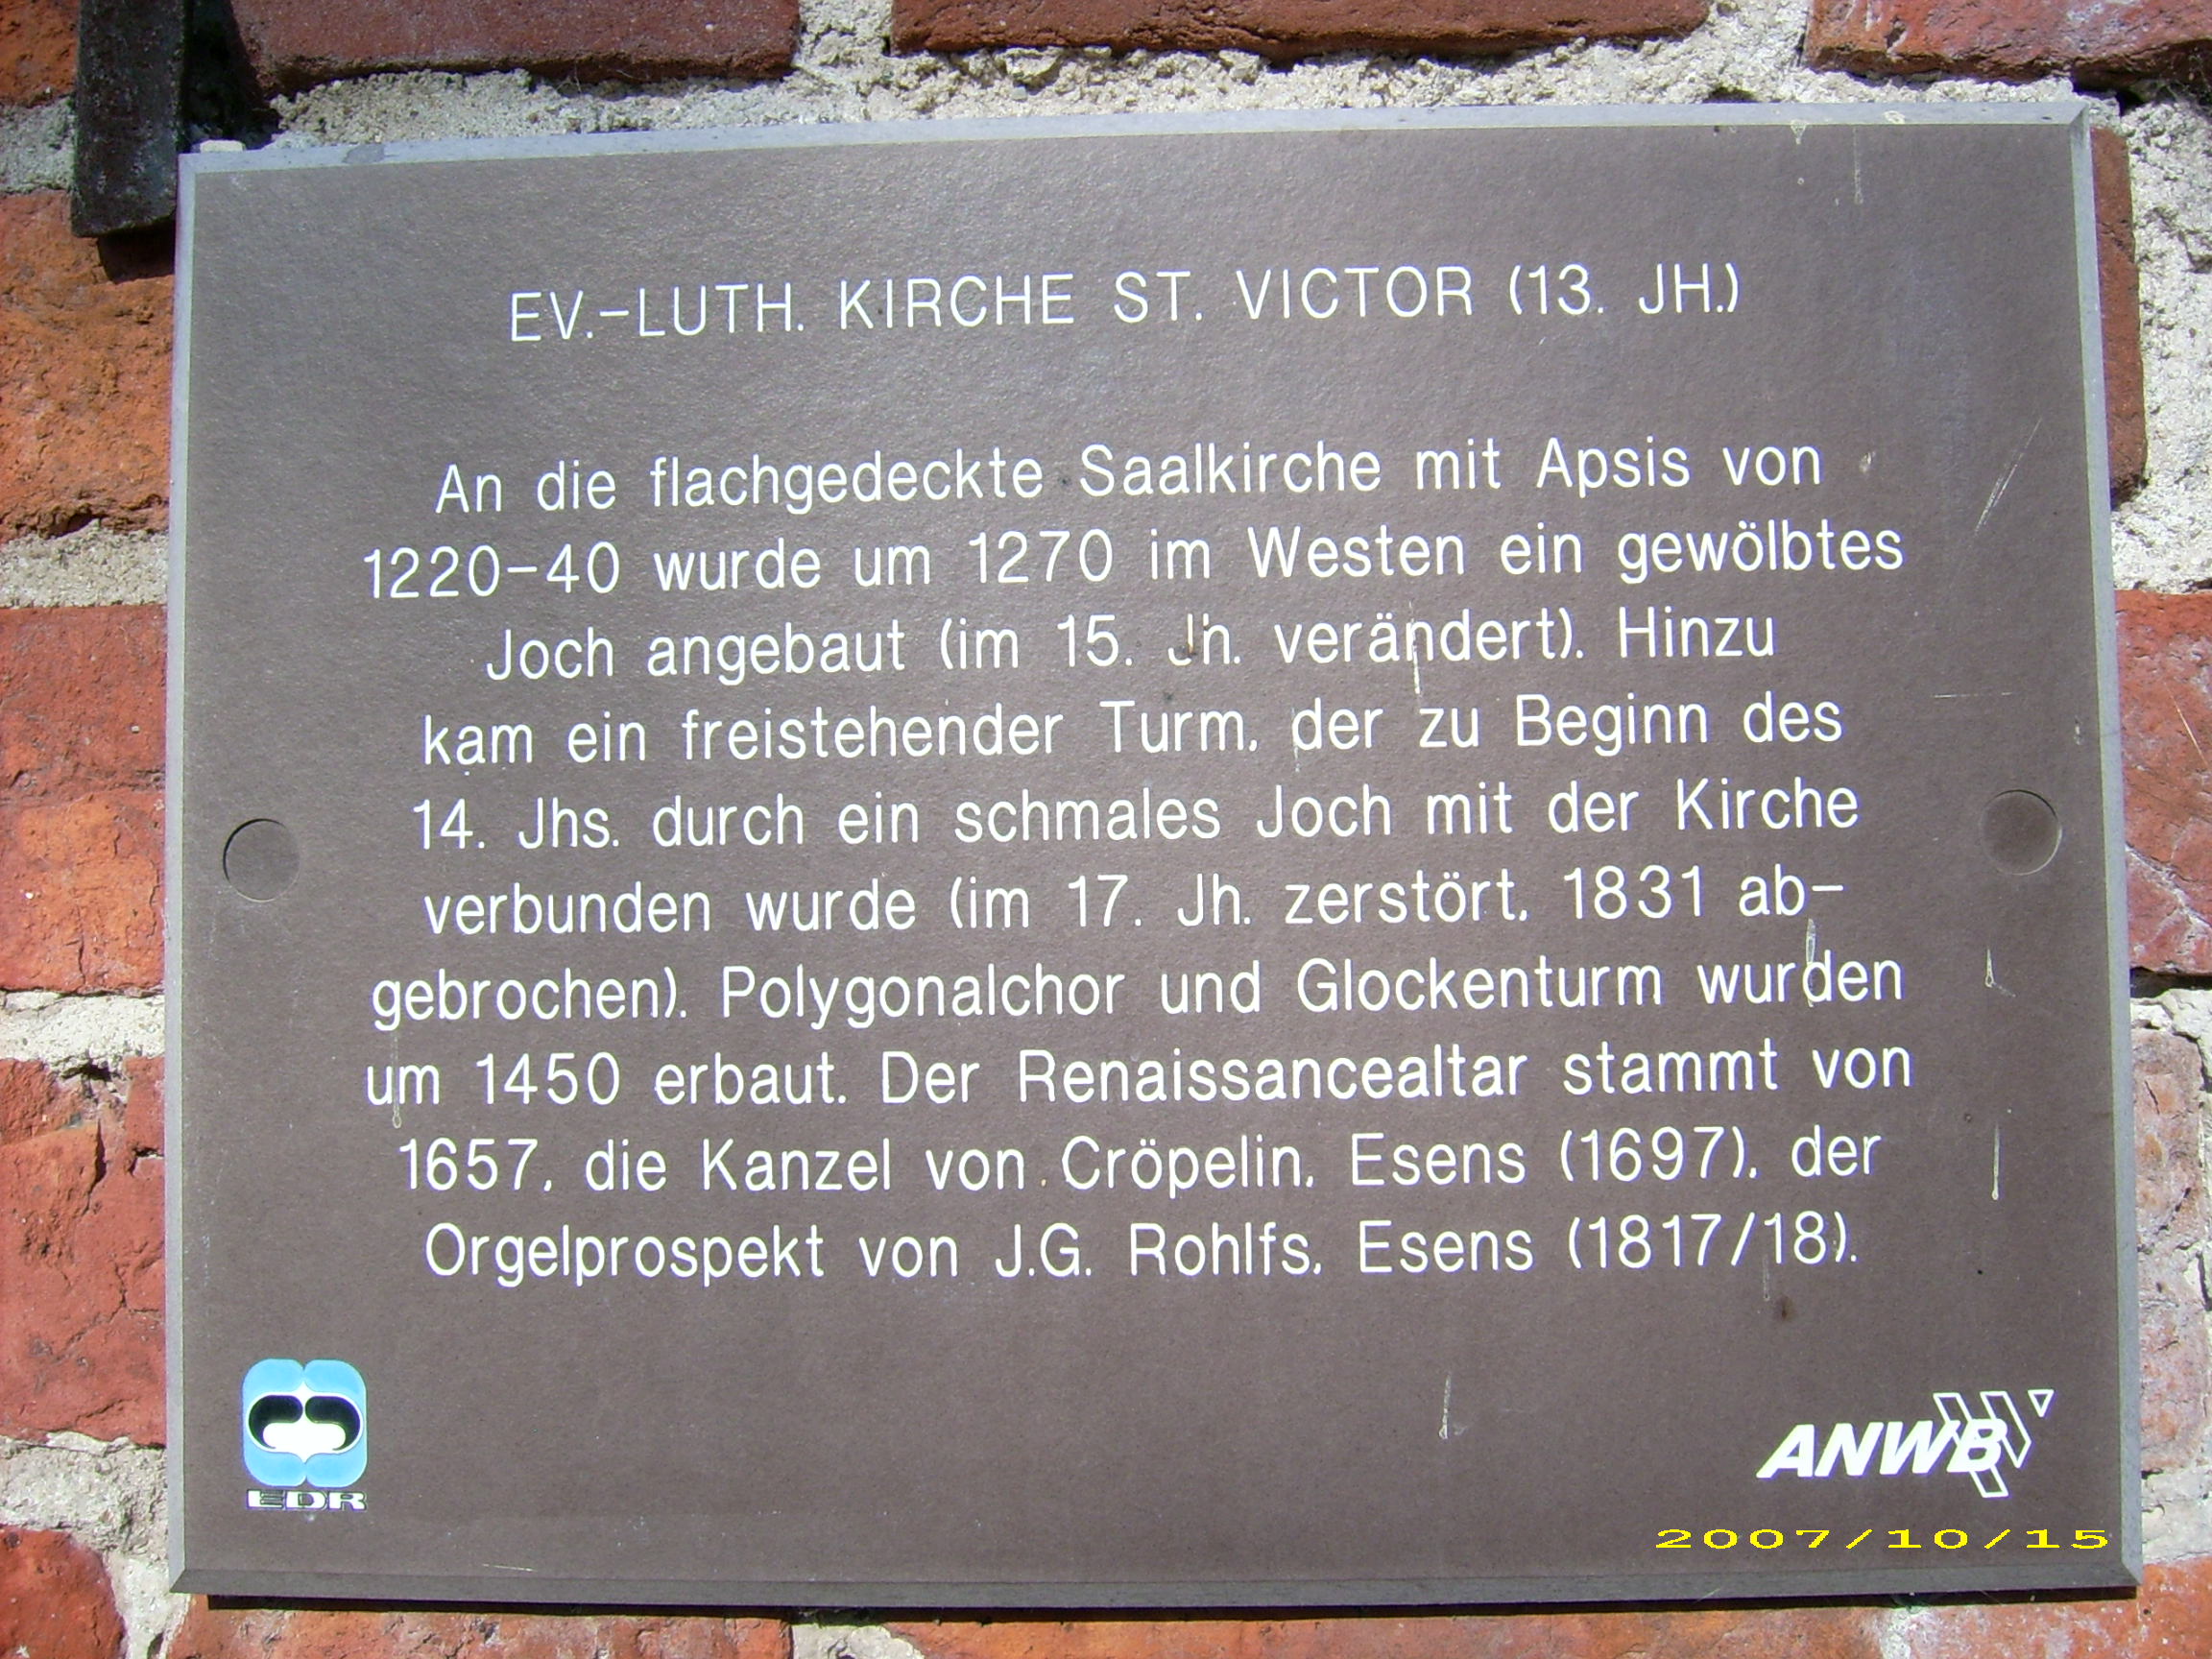 EV.-LUTH. KIRCHE ST. VICTOR (13. JH.)
An die flachgedeckte Saalkirche mit Apsis von
1220-40 wurde um 1270 im Westen ein gewölbtes
Joch angebaut (im 15. Jh. verändert). Hinzu
kam ein freistehender Turm, der zu Beginn des
14. Jhs. durch ein schmales Joch mit der Kirche
verbunden wurde (im 17. Jh. zerstört, 1831 ab-
gebrochen). Polygonalchor und Glockenturm wurden
um 1450 erbaut. Der Renaissancealtar stammt von
1657, die Kanzel von Cröpelin, Esens (1697), der
Orgelprospekt von J.G. Rohlfs, Esens (1817/18).
EDR
ANWB
2007/10/15